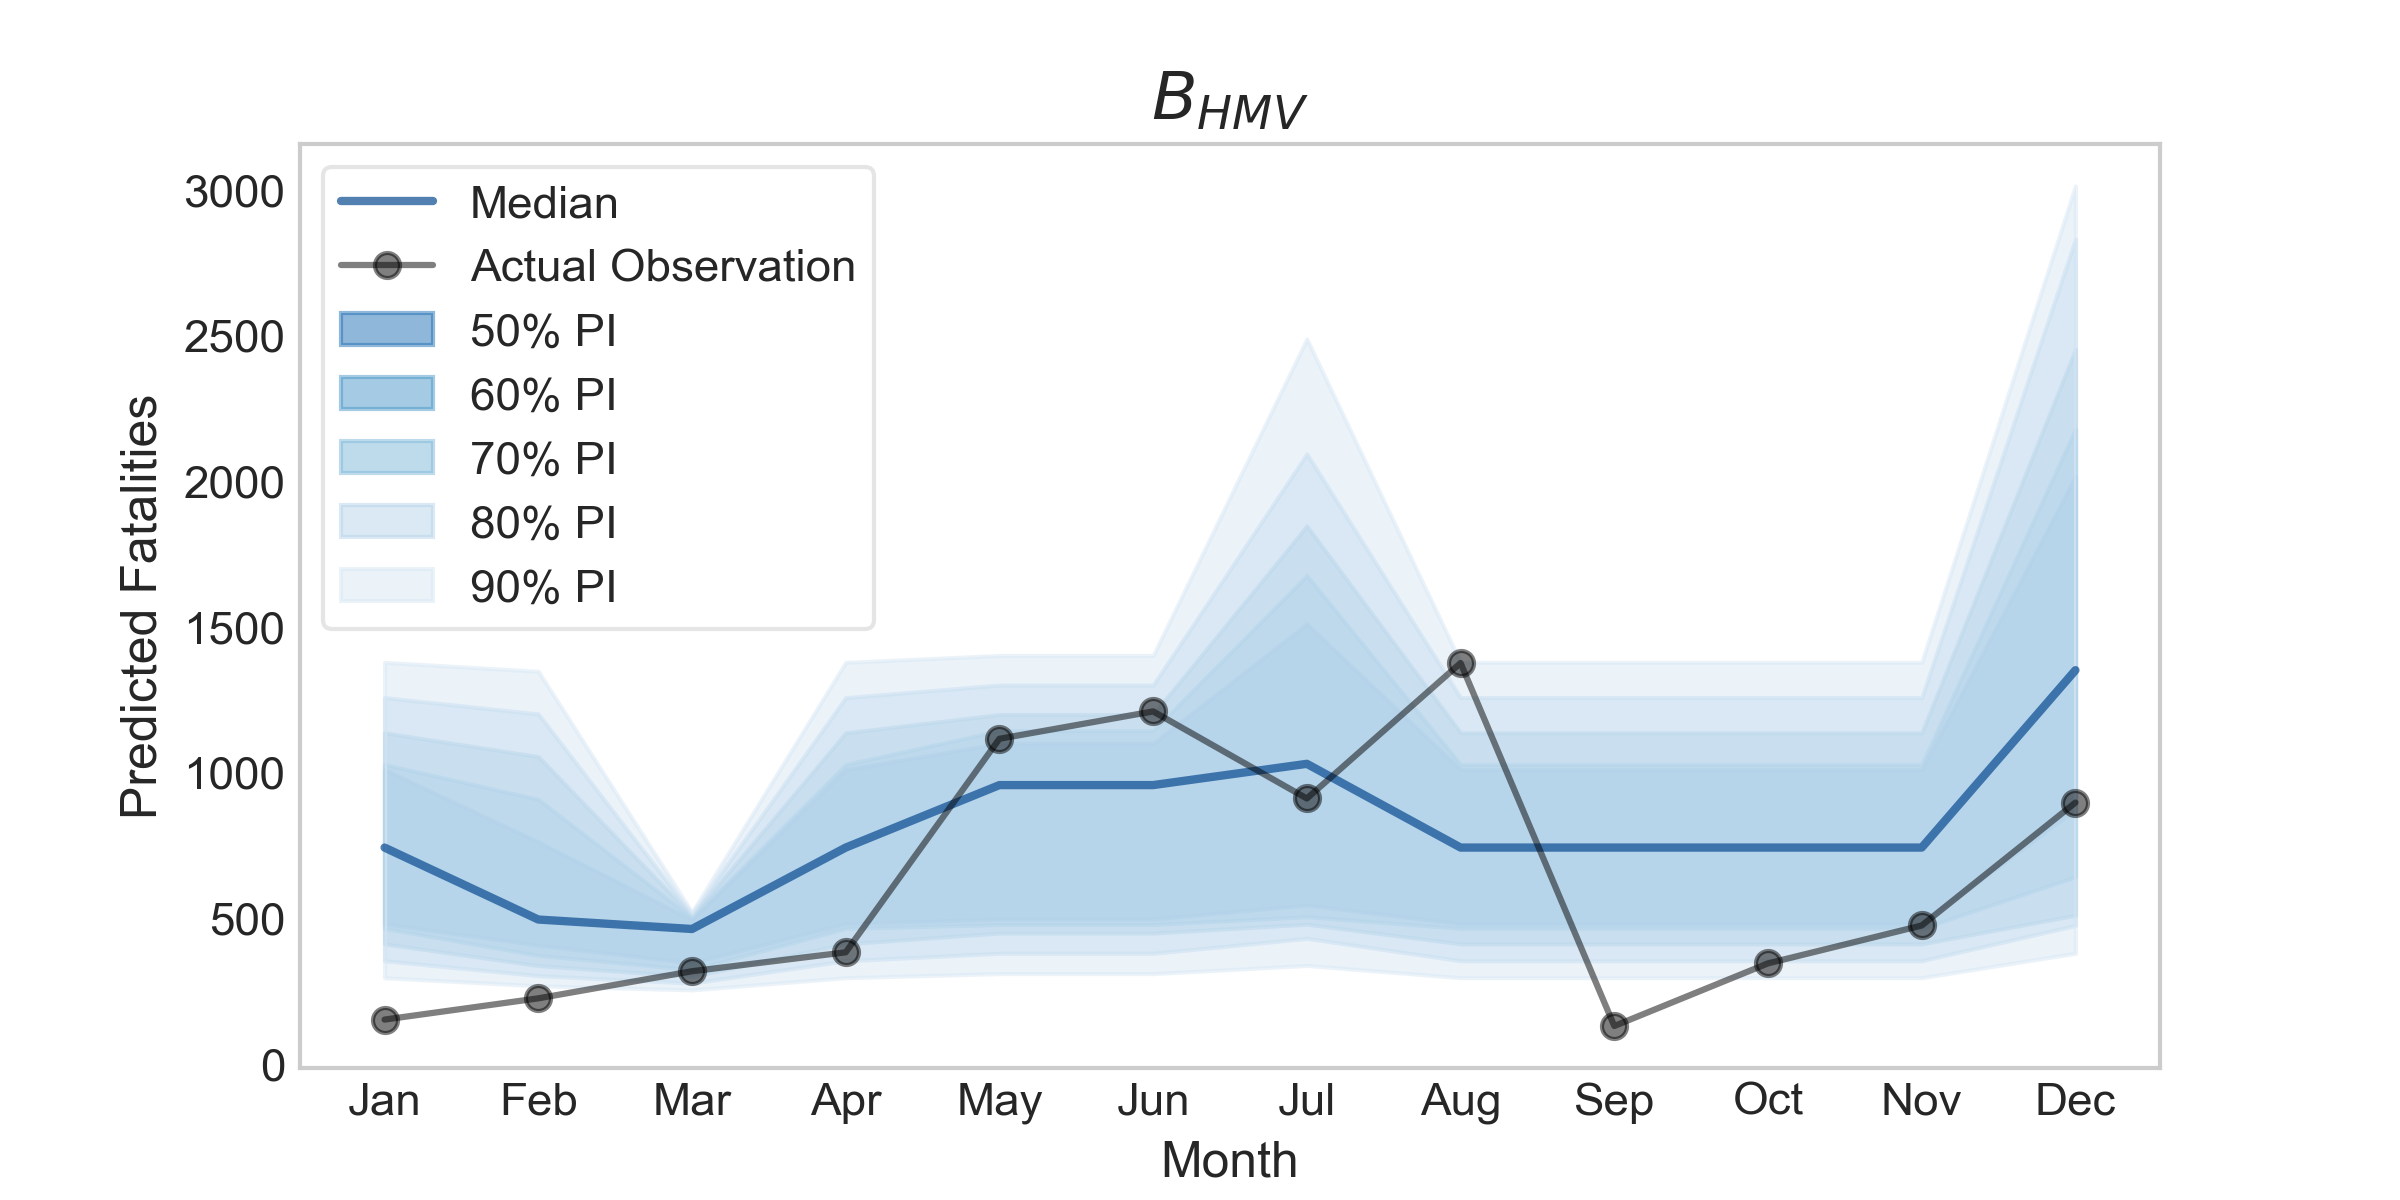 B_HMV
3000
2500
2000
1500
1000
500
0
Predicted Fatalities
Median
Actual Observation
50% PI
60% PI
70% PI
80% PI
90% PI
Jan Feb Mar Apr May Jun Jul Aug Sep Oct Nov Dec
Month